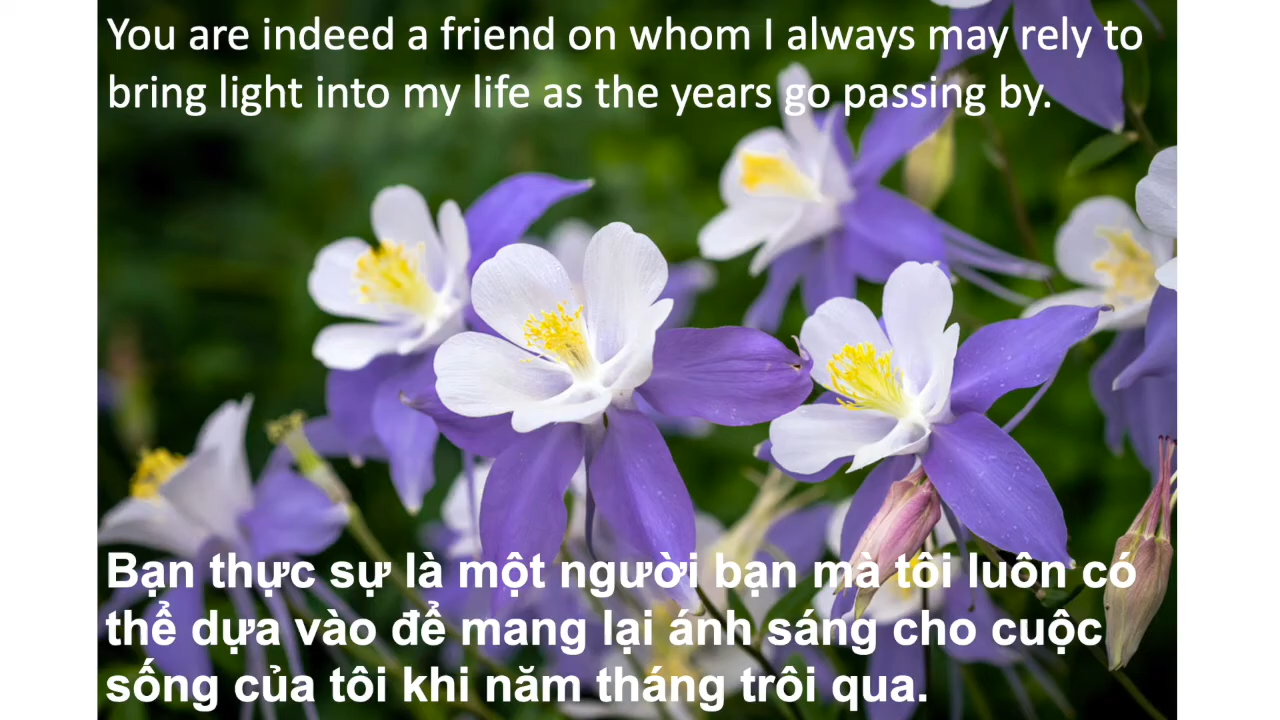 You are indeed a friend on whom I always may rely to
bring light into my life as the years go passing by.
Bạn thực sự là một người bạn mà tôi luôn có
thể dựa vào để mang lại ánh sáng cho cuộc
sống của tôi khi năm tháng trôi qua.